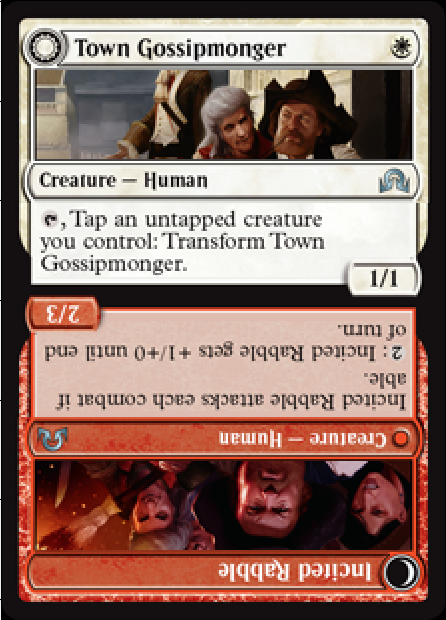 Town Gossipmonger
Creature — Human
, Tap an untapped creature
you control: Transform Town
Gossipmonger.
1/1
Incited Rabble
Creature — Human
Incited Rabble attacks each combat if
able.
2: Incited Rabble gets +1/+0 until end
of turn.
2/3